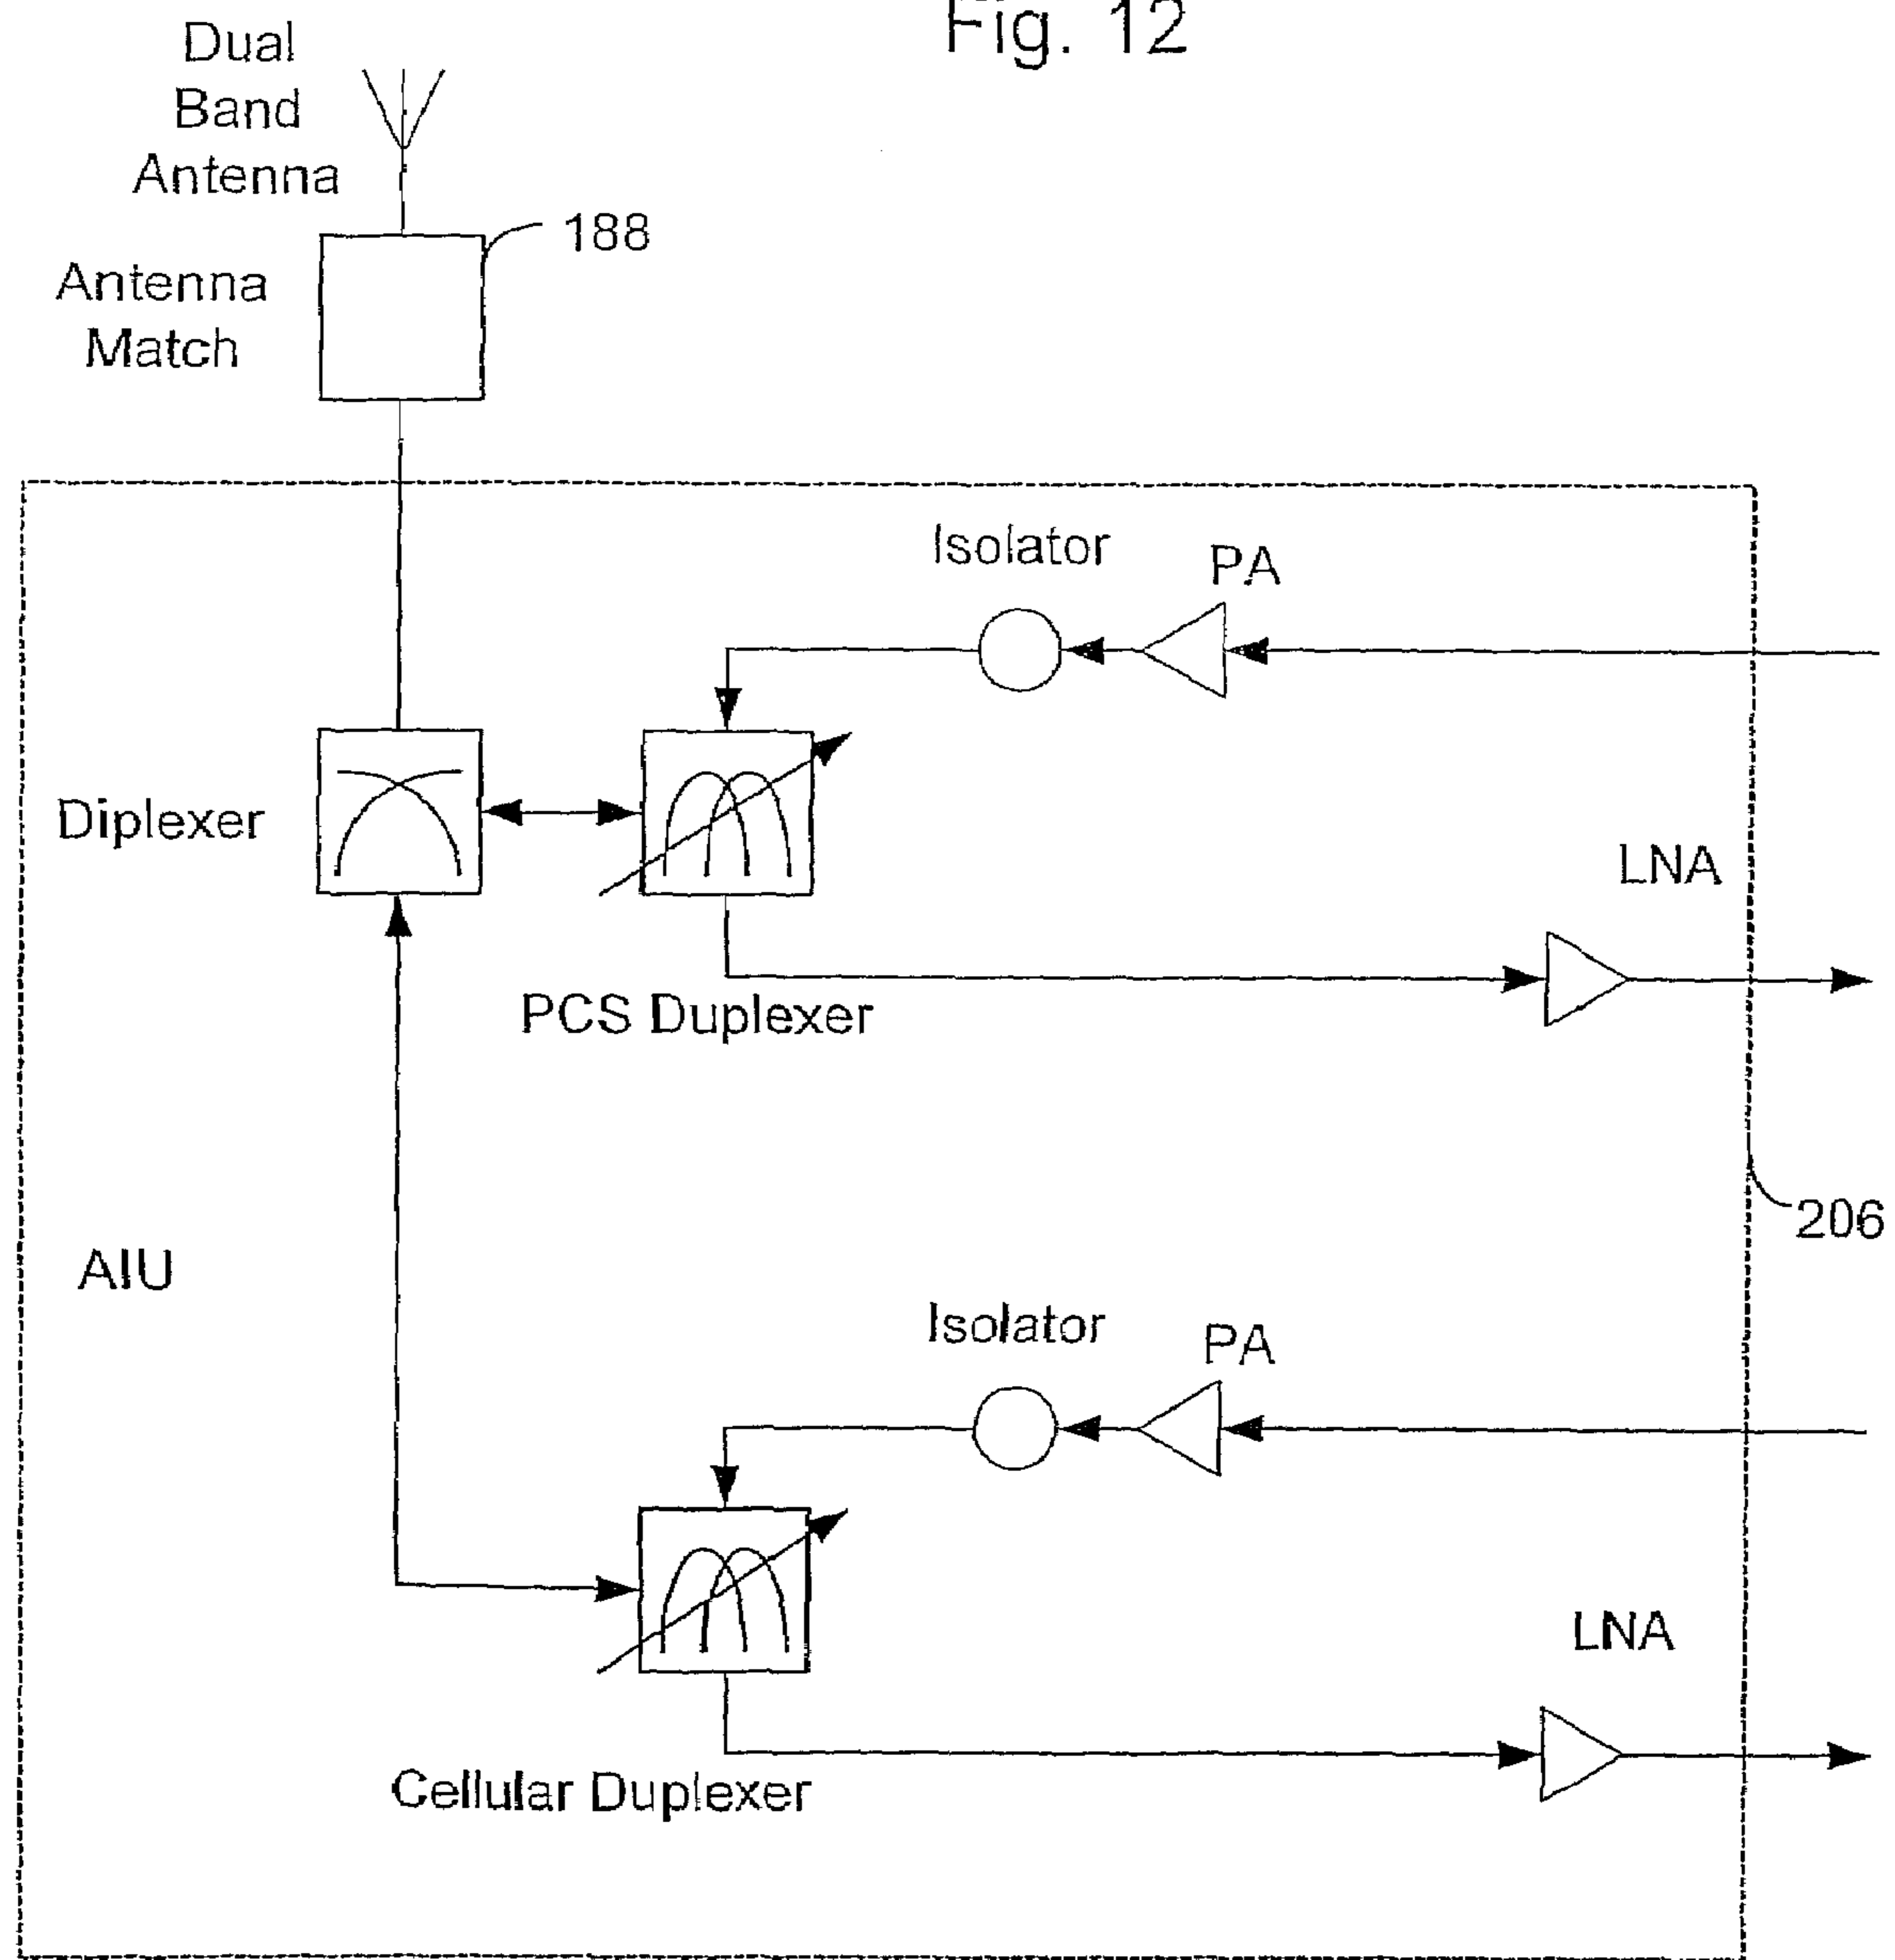 Fig. 12
Dual
Band
Antenna
188
Antenna
Match
Isolator
PA
Diplexer
LNA
PCS Duplexer
206
AIU
Isolator
PA
LNA
Cellular Duplexer